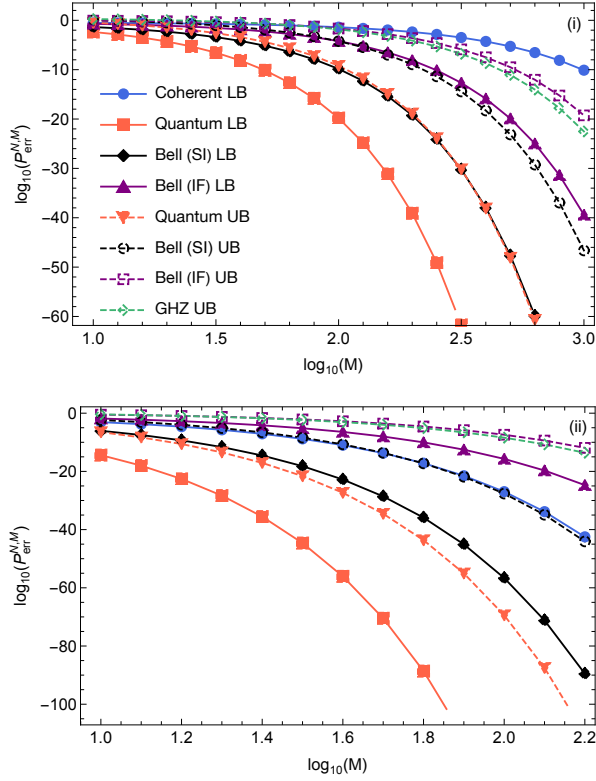 (i)
0
-10
-20
-30
-40
-50
-60
log₁₀(P_err^{N,M})
Coherent LB
Quantum LB
Bell (SI) LB
Bell (IF) LB
Quantum UB
Bell (SI) UB
Bell (IF) UB
GHZ UB
1.0 1.5 2.0 2.5 3.0
log₁₀(M)
(ii)
0
-20
-40
-60
-80
-100
log₁₀(P_err^{N,M})
1.0 1.2 1.4 1.6 1.8 2.0 2.2
log₁₀(M)